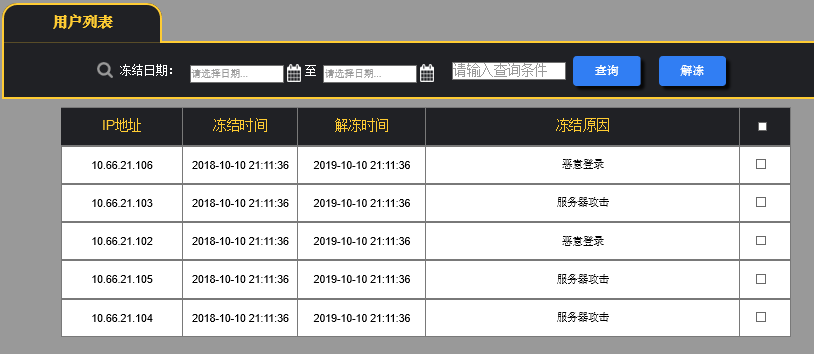 用户列表
冻结日期： 请选择日期... 至 请选择日期... 请输入查询条件 查询 解冻
IP地址 冻结时间 解冻时间 冻结原因
10.66.21.106 2018-10-10 21:11:36 2019-10-10 21:11:36 恶意登录
10.66.21.103 2018-10-10 21:11:36 2019-10-10 21:11:36 服务器攻击
10.66.21.102 2018-10-10 21:11:36 2019-10-10 21:11:36 恶意登录
10.66.21.105 2018-10-10 21:11:36 2019-10-10 21:11:36 服务器攻击
10.66.21.104 2018-10-10 21:11:36 2019-10-10 21:11:36 服务器攻击